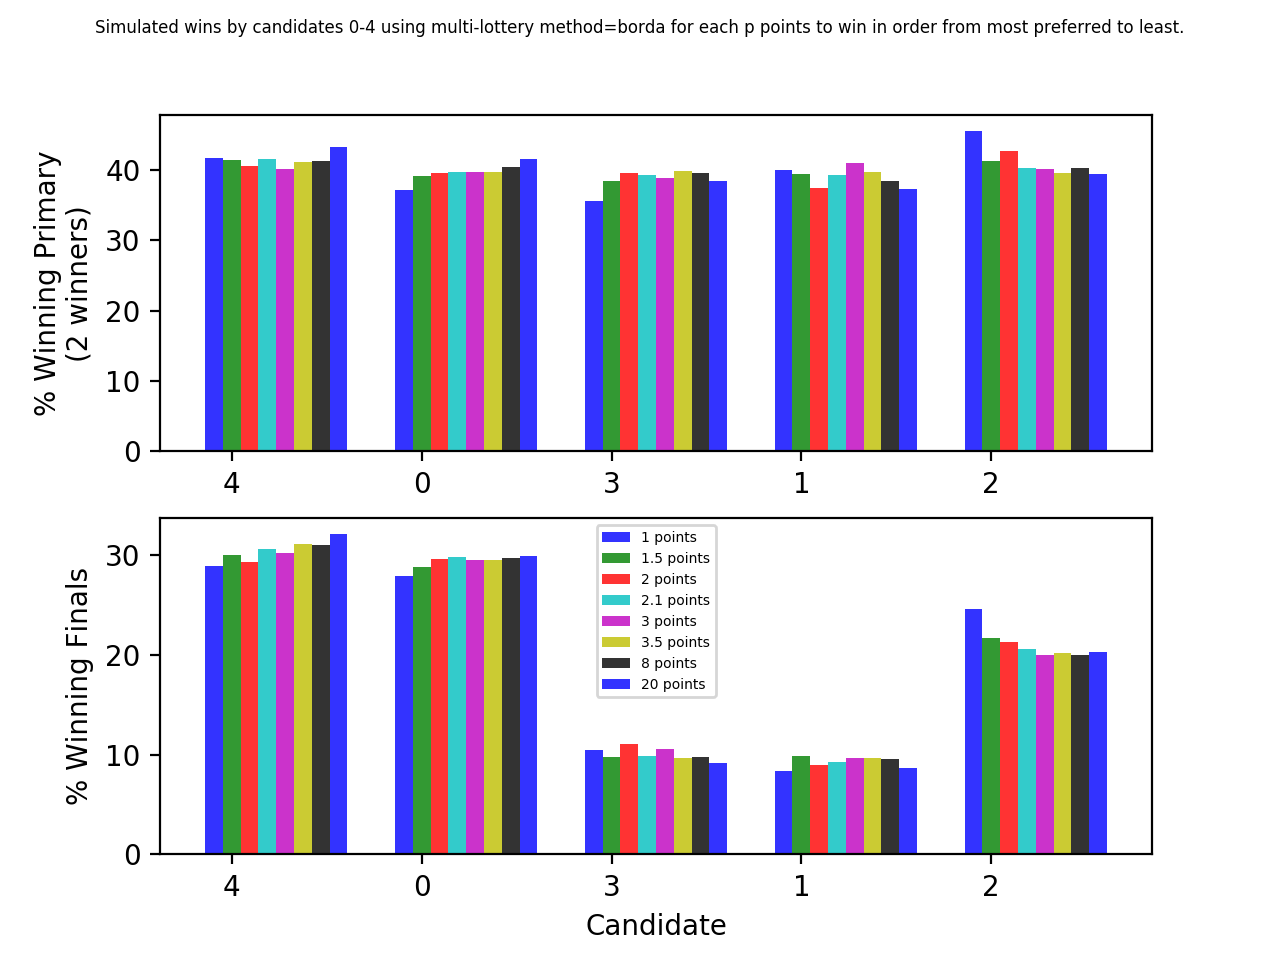 Simulated wins by candidates 0-4 using multi-lottery method=borda for each p points to win in order from most preferred to least.
% Winning Primary
(2 winners)
40
30
20
10
0
4 0 3 1 2
% Winning Finals
30
20
10
0
1 points
1.5 points
2 points
2.1 points
3 points
3.5 points
8 points
20 points
4 0 3 1 2
Candidate